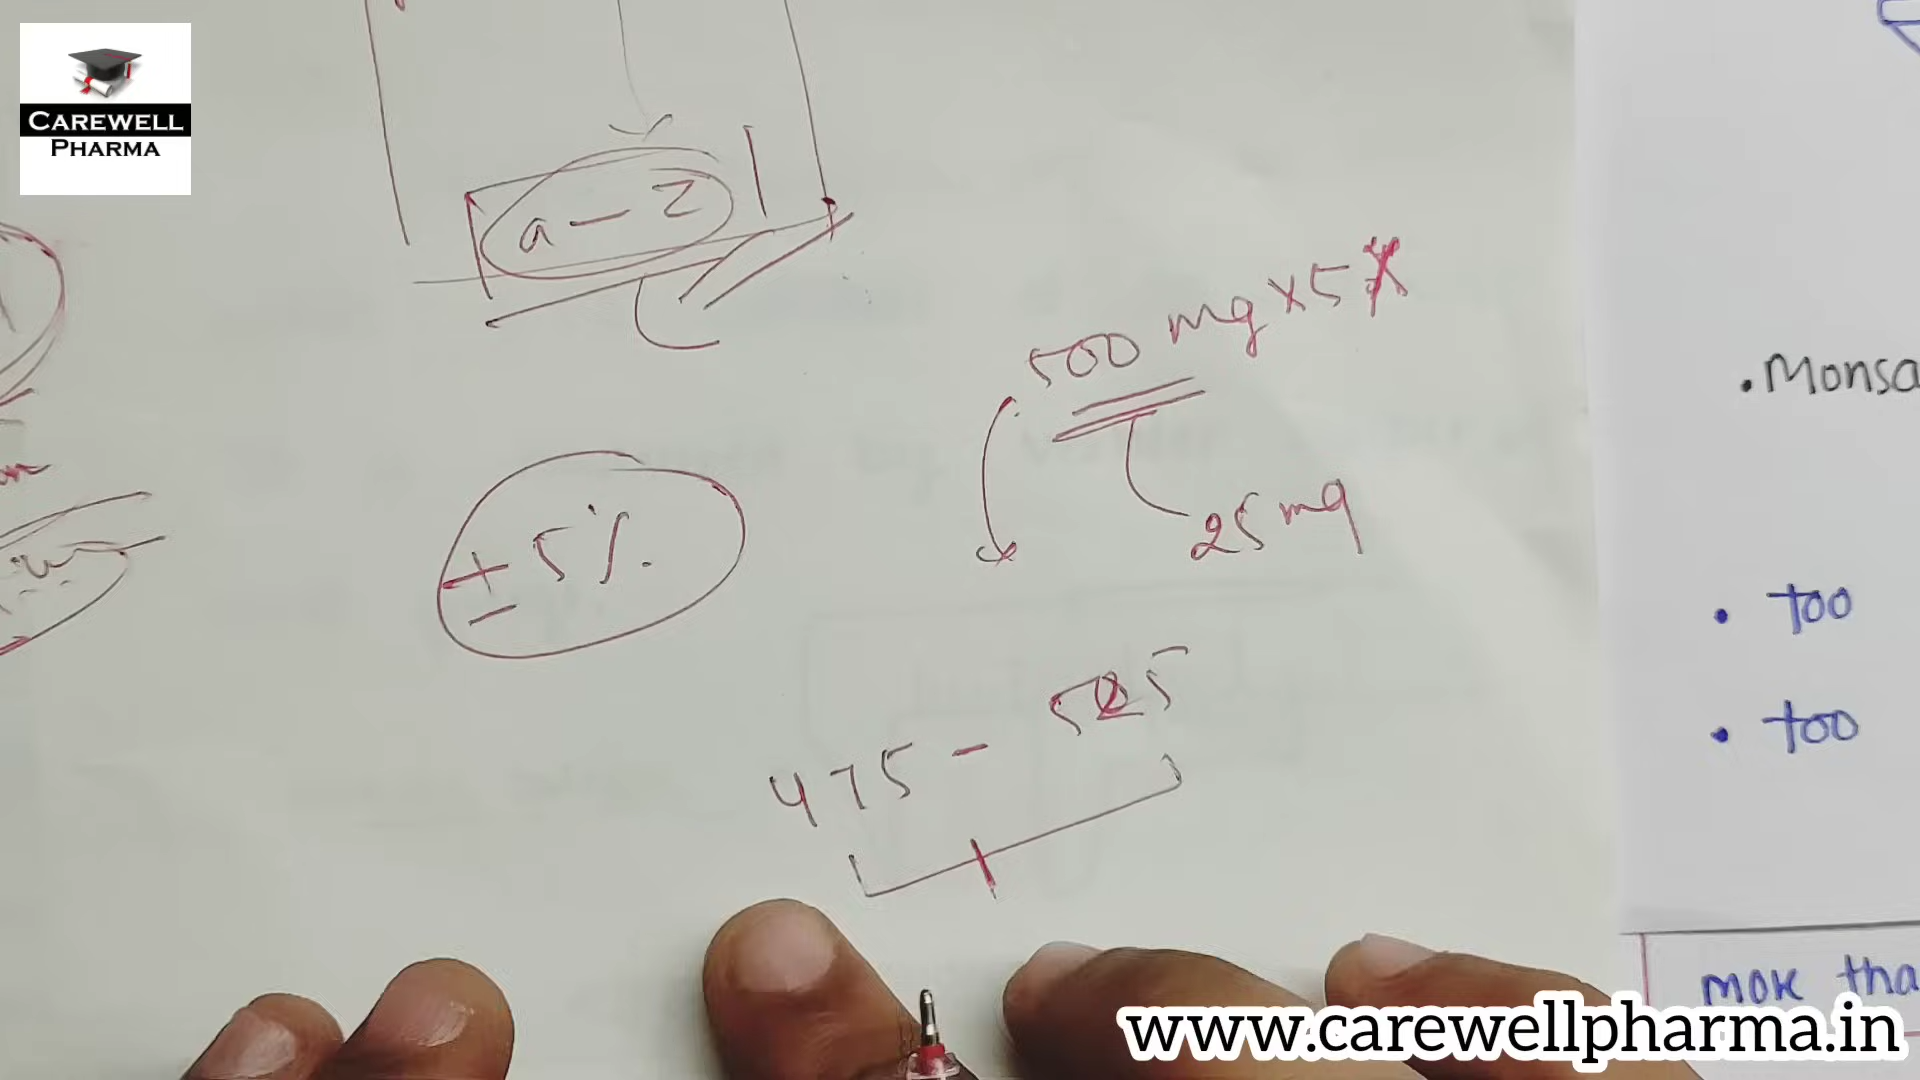 CAREWELL
PHARMA
a - z
500 mg x 5 %
25 mg
± 5 %
475 - 525
• Monsa
• too
• too
mok tha
www.carewellpharma.in